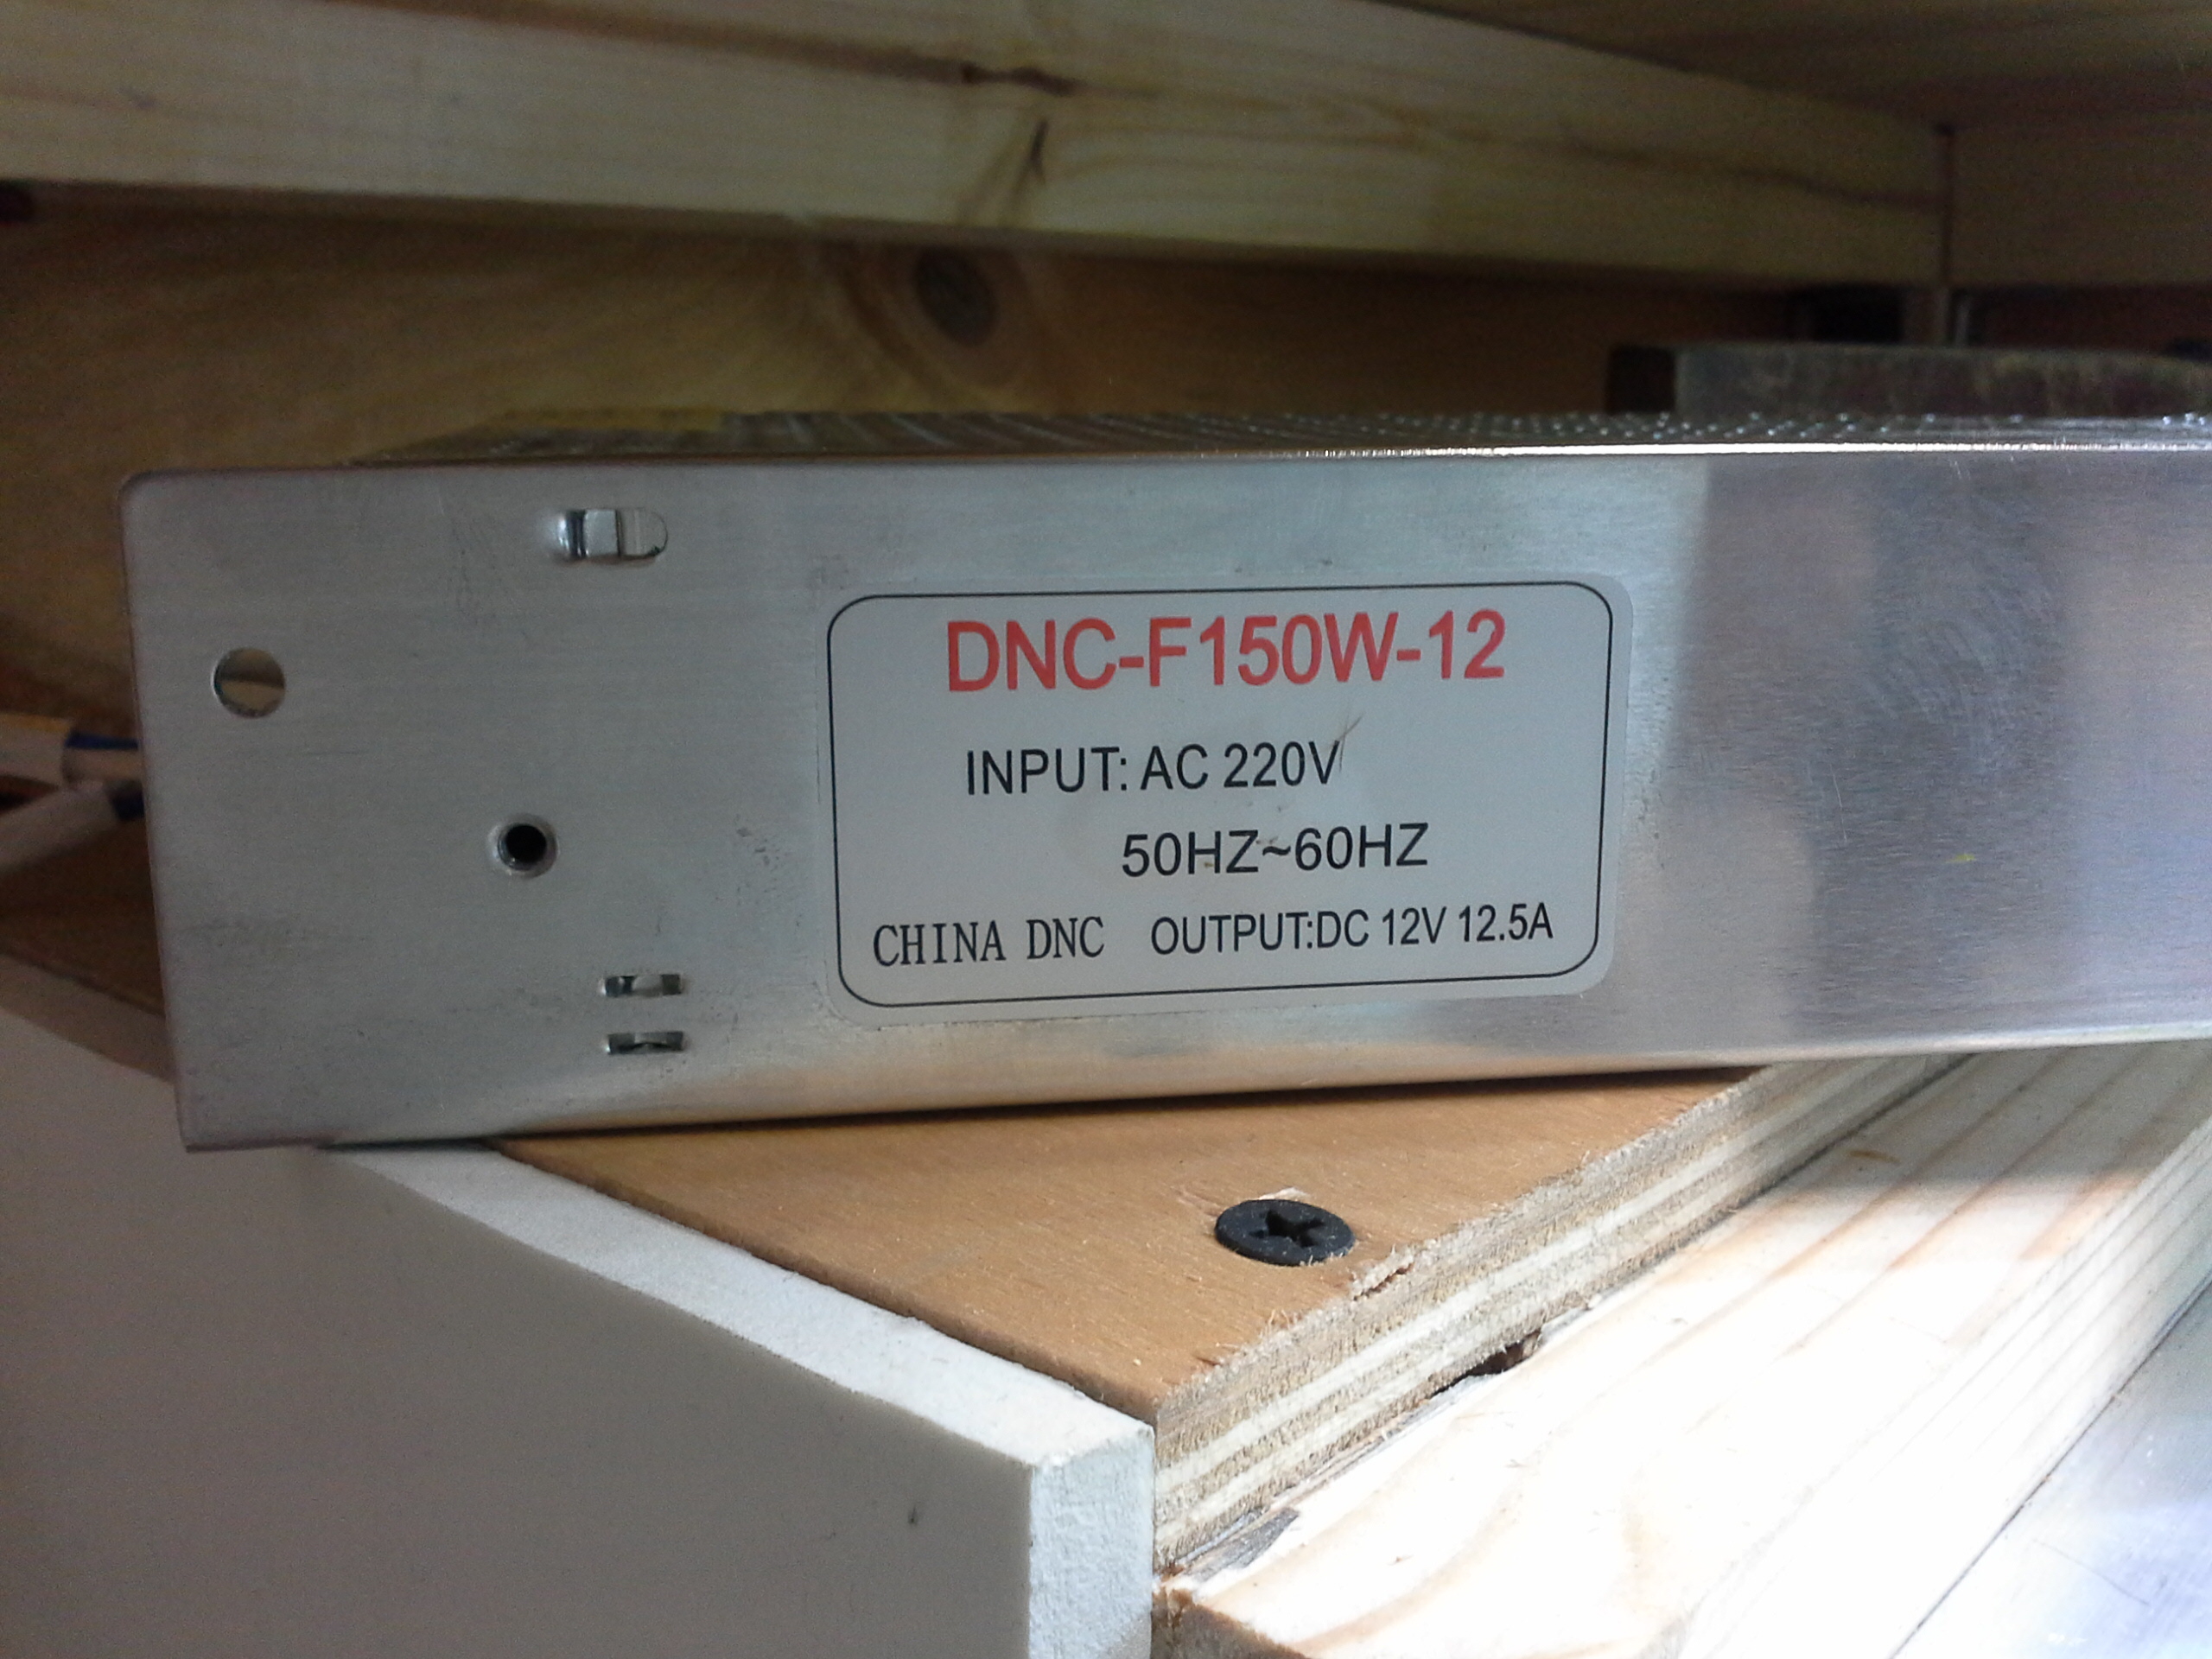 DNC-F150W-12
INPUT: AC 220V
50HZ~60HZ
CHINA DNC OUTPUT:DC 12V 12.5A